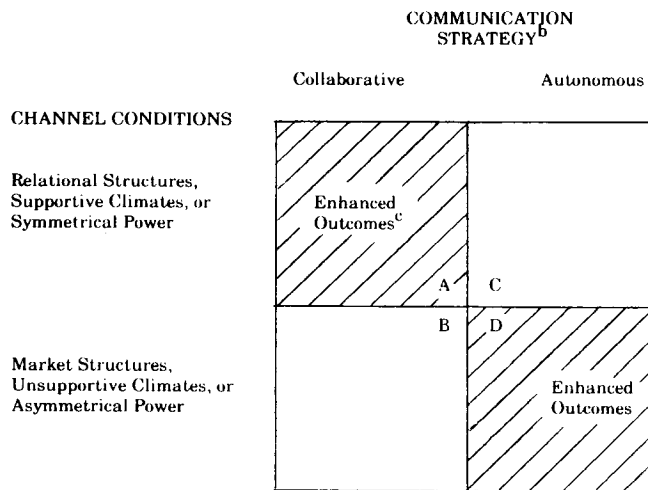 COMMUNICATION
STRATEGYb
Collaborative Autonomous
CHANNEL CONDITIONS
Relational Structures,
Supportive Climates, or
Symmetrical Power
Enhanced
Outcomesc
A C
B D
Market Structures,
Unsupportive Climates, or
Asymmetrical Power
Enhanced
Outcomes